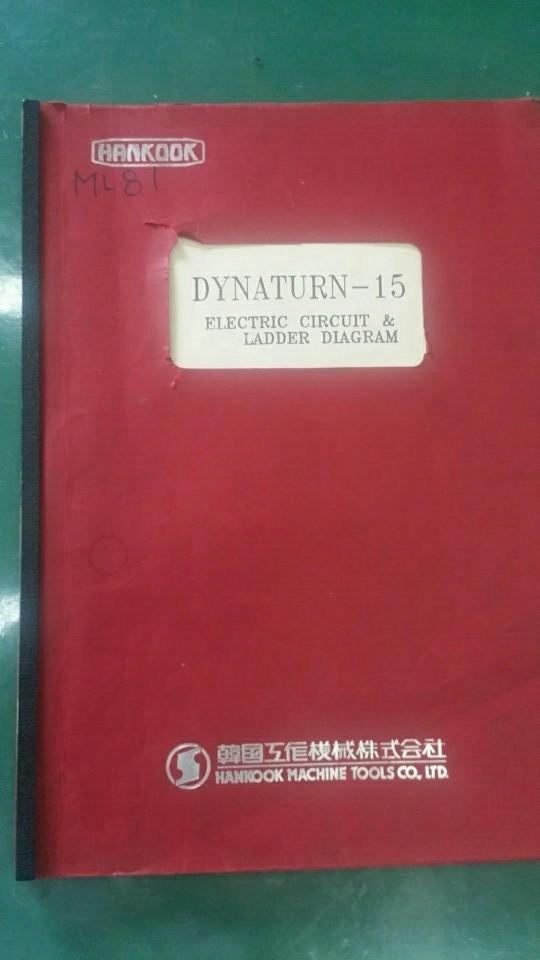 HANKOOK
ML81
DYNATURN-15
ELECTRIC CIRCUIT &
LADDER DIAGRAM
韓国工作機械株式会社
HANKOOK MACHINE TOOLS CO., LTD.